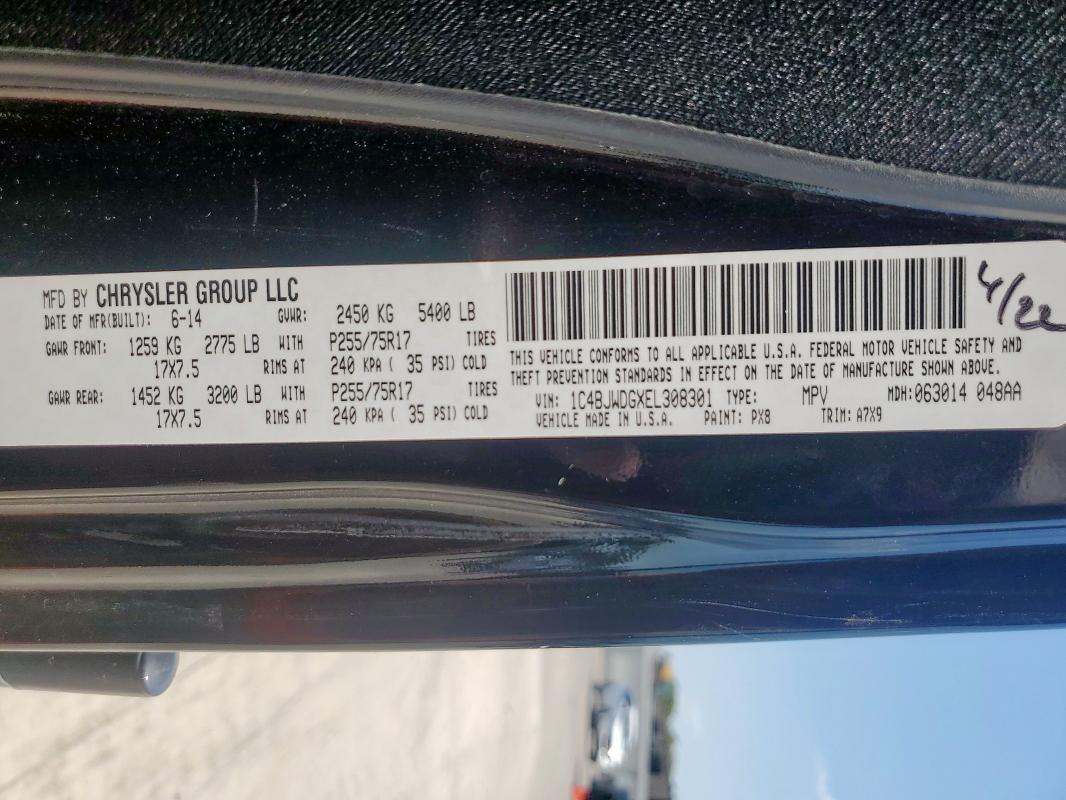 MFD BY CHRYSLER GROUP LLC
DATE OF MFR(BUILT): 6-14 GVWR: 2450 KG 5400 LB
GAWR FRONT: 1259 KG 2775 LB WITH P255/75R17 TIRES
17X7.5 RIMS AT 240 KPA ( 35 PSI) COLD
GAWR REAR: 1452 KG 3200 LB WITH P255/75R17 TIRES
17X7.5 RIMS AT 240 KPA ( 35 PSI) COLD
4/22
THIS VEHICLE CONFORMS TO ALL APPLICABLE U.S.A. FEDERAL MOTOR VEHICLE SAFETY AND
THEFT PREVENTION STANDARDS IN EFFECT ON THE DATE OF MANUFACTURE SHOWN ABOVE.
VIN: 1C4BJWDGXEL308301 TYPE: MPV MDH:063014 048AA
VEHICLE MADE IN U.S.A. PAINT: PX8 TRIM: A7X9